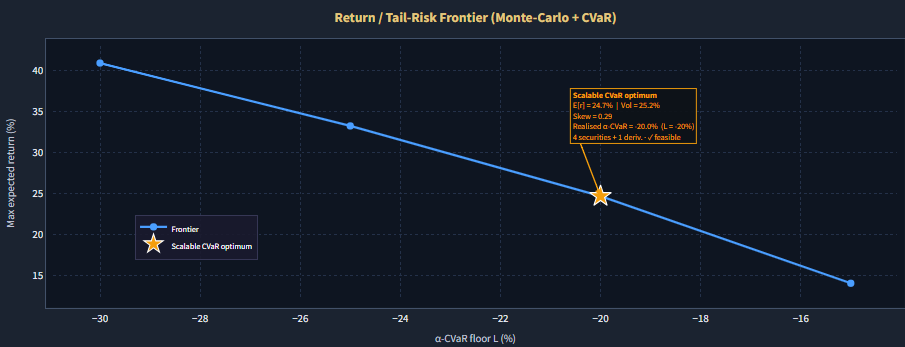 Return / Tail-Risk Frontier (Monte-Carlo + CVaR)
Max expected return (%)
40
35
30
25
20
15
Scalable CVaR optimum
E[r] = 24.7% | Vol = 25.2%
Skew = 0.29
Realised α-CVaR = -20.0% (L = -20%)
4 securities + 1 deriv. · ✓ feasible
Frontier
Scalable CVaR optimum
−30 −28 −26 −24 −22 −20 −18 −16
α-CVaR floor L (%)